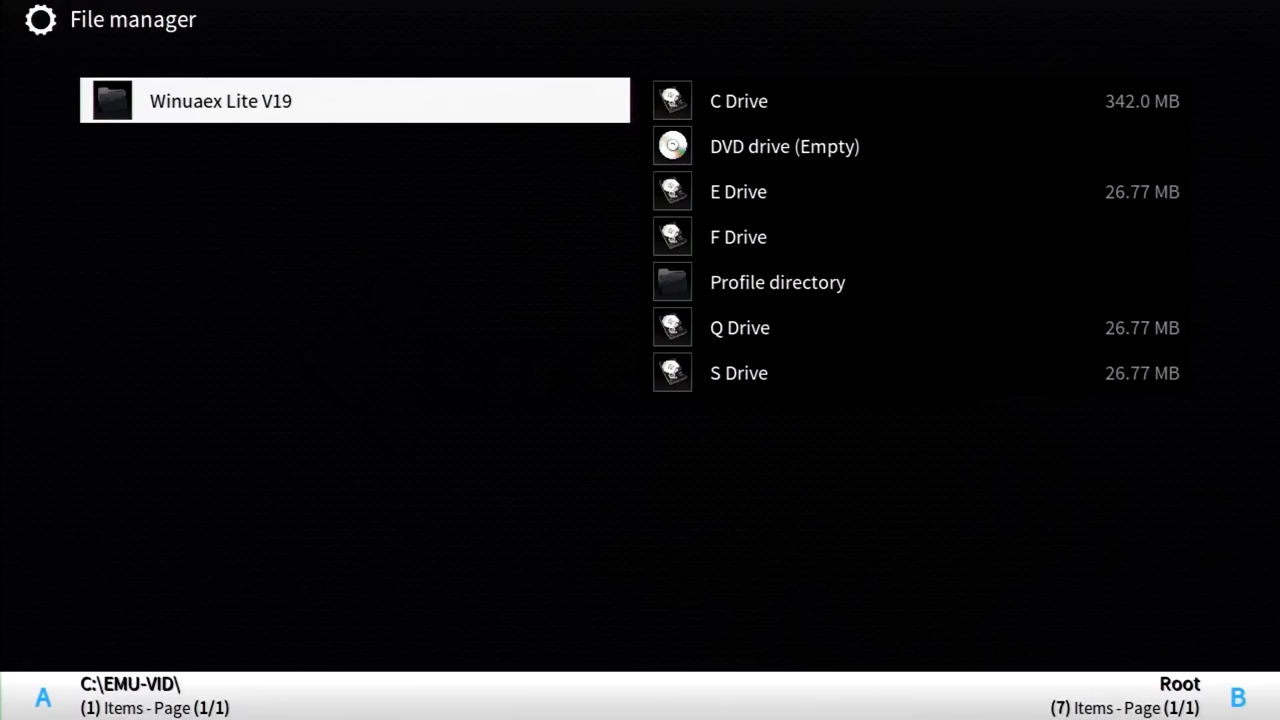 File manager
Winuaex Lite V19
C Drive 342.0 MB
DVD drive (Empty)
E Drive 26.77 MB
F Drive
Profile directory
Q Drive 26.77 MB
S Drive 26.77 MB
A
C:\EMU-VID\
(1) Items - Page (1/1)
Root
(7) Items - Page (1/1)
B